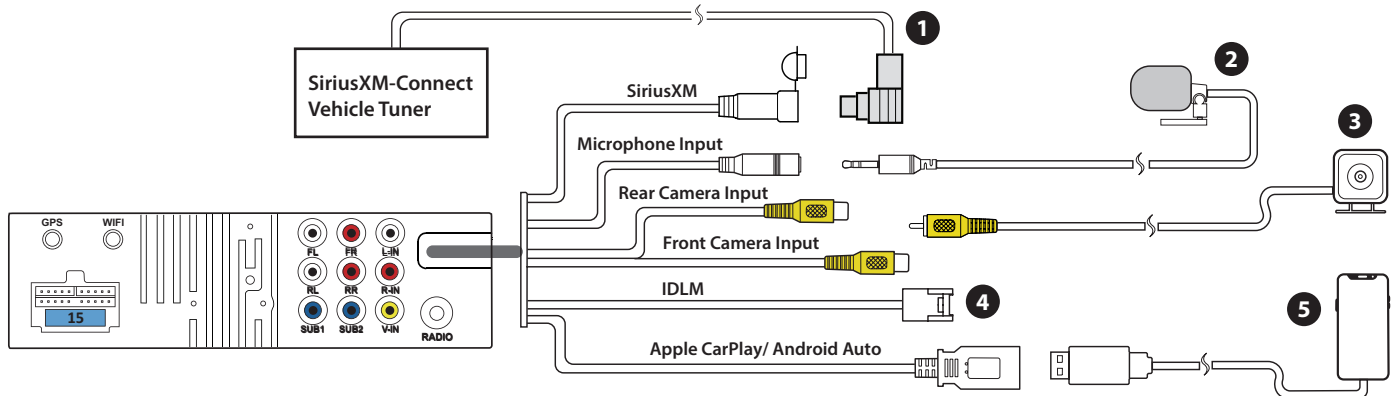 1
SiriusXM-Connect
Vehicle Tuner
SiriusXM
2
Microphone Input
3
Rear Camera Input
GPS
WIFI
FL
FR
L-IN
Front Camera Input
RL
RR
R-IN
IDLM
4
5
15
SUB1
SUB2
V-IN
RADIO
Apple CarPlay/ Android Auto